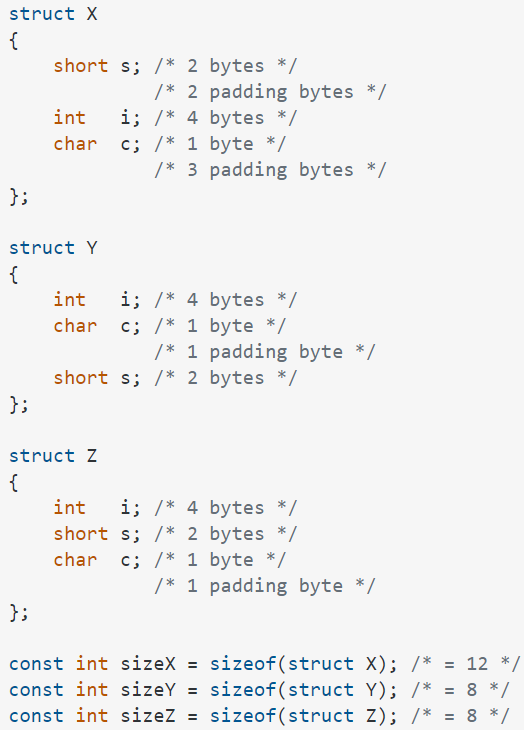 struct X
{
    short s; /* 2 bytes */
             /* 2 padding bytes */
    int   i; /* 4 bytes */
    char  c; /* 1 byte */
             /* 3 padding bytes */
};

struct Y
{
    int   i; /* 4 bytes */
    char  c; /* 1 byte */
             /* 1 padding byte */
    short s; /* 2 bytes */
};

struct Z
{
    int   i; /* 4 bytes */
    short s; /* 2 bytes */
    char  c; /* 1 byte */
             /* 1 padding byte */
};

const int sizeX = sizeof(struct X); /* = 12 */
const int sizeY = sizeof(struct Y); /* = 8 */
const int sizeZ = sizeof(struct Z); /* = 8 */